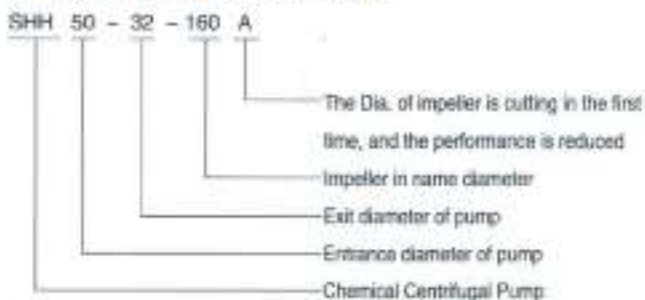 SHH 50 - 32 - 160 A
The Dia. of impeller is cutting in the first
time, and the performance is reduced
Impeller in name diameter
Exit diameter of pump
Entrance diameter of pump
Chemical Centrifugal Pump